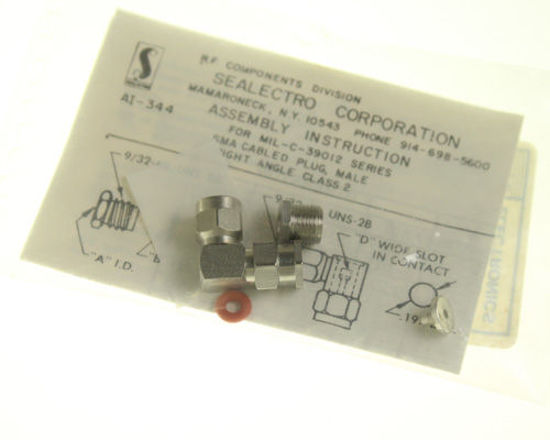 S
R.F. COMPONENTS DIVISION
SEALECTRO CORPORATION
MAMARONECK, N.Y. 10543 PHONE 914-698-5600
AI-344
ASSEMBLY INSTRUCTION
FOR MIL-C-39012 SERIES
SMA CABLED PLUG, MALE
RIGHT ANGLE CLASS 2
9/32
UNS-2B
"D" WIDE SLOT
IN CONTACT
"A" I.D.
.19